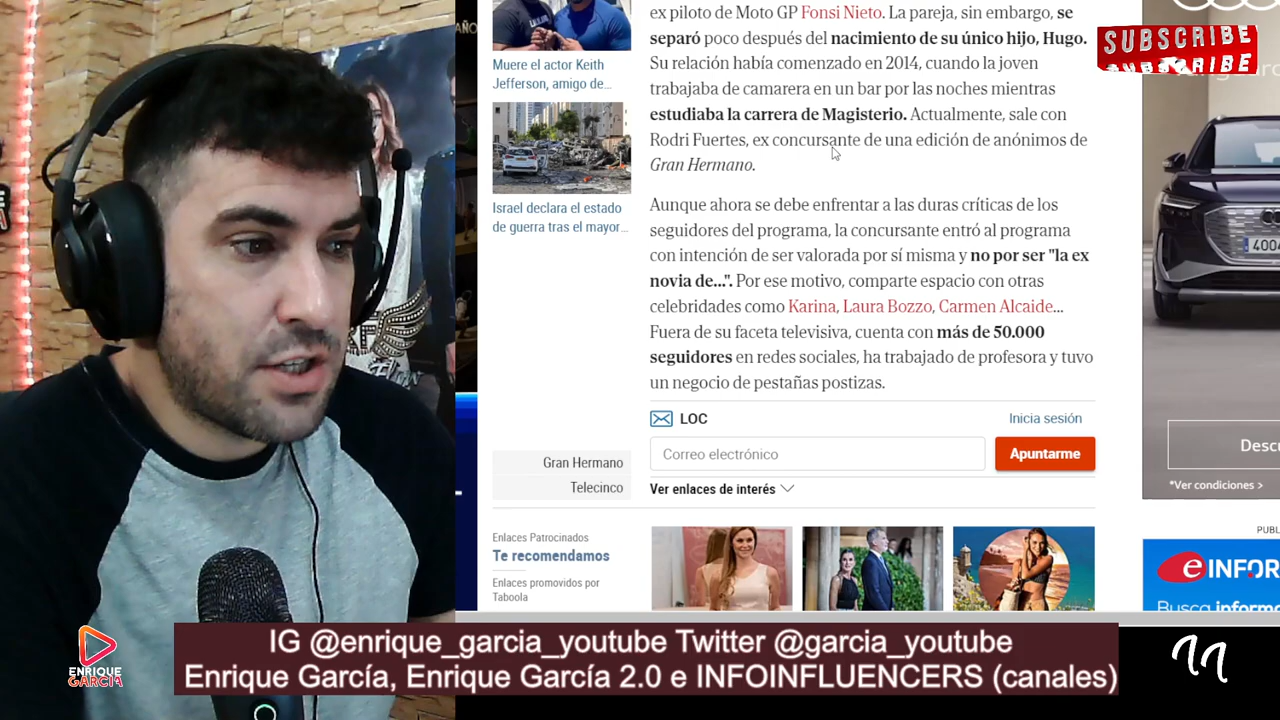 ex piloto de Moto GP Fonsi Nieto. La pareja, sin embargo, se
separó poco después del nacimiento de su único hijo, Hugo.
Su relación había comenzado en 2014, cuando la joven
trabajaba de camarera en un bar por las noches mientras
estudiaba la carrera de Magisterio. Actualmente, sale con
Rodri Fuertes, ex concursante de una edición de anónimos de
Gran Hermano.
Aunque ahora se debe enfrentar a las duras críticas de los
seguidores del programa, la concursante entró al programa
con intención de ser valorada por sí misma y no por ser "la ex
novia de...". Por ese motivo, comparte espacio con otras
celebridades como Karina, Laura Bozzo, Carmen Alcaide...
Fuera de su faceta televisiva, cuenta con más de 50.000
seguidores en redes sociales, ha trabajado de profesora y tuvo
un negocio de pestañas postizas.
Muere el actor Keith
Jefferson, amigo de...
Israel declara el estado
de guerra tras el mayor...
LOC
Inicia sesión
Correo electrónico
Apuntarme
Ver enlaces de interés
Gran Hermano
Telecinco
Enlaces Patrocinados
Te recomendamos
Enlaces promovidos por
Taboola
SUBSCRIBE
SUBSCRIBE
Descu
*Ver condiciones >
PUBL
eINFOR
Busca informa
IG @enrique_garcia_youtube Twitter @garcia_youtube
Enrique García, Enrique García 2.0 e INFOINFLUENCERS (canales)
ENRIQUE
GARCÍA